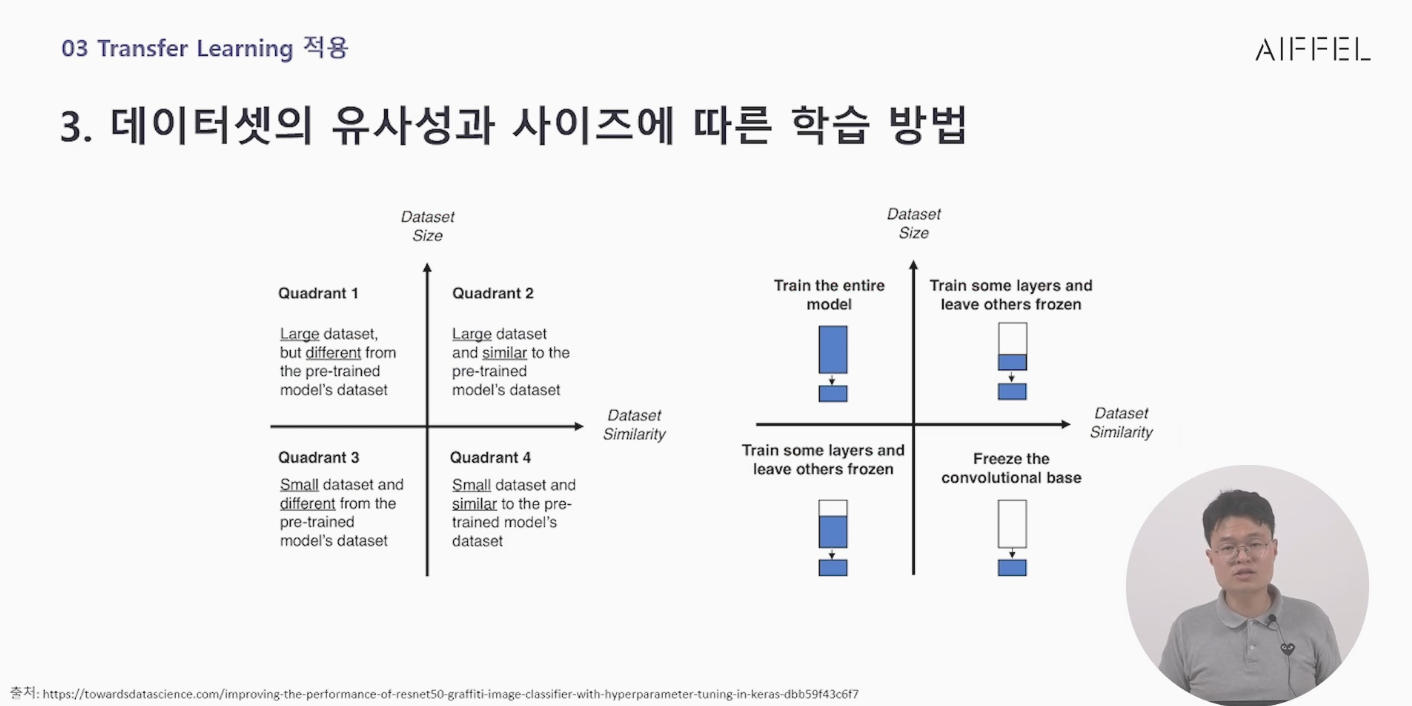 03 Transfer Learning 적용
AIFFEL
3. 데이터셋의 유사성과 사이즈에 따른 학습 방법
Dataset
Size
Quadrant 1
Large dataset,
but different from
the pre-trained
model's dataset
Quadrant 2
Large dataset
and similar to the
pre-trained
model's dataset
Dataset
Similarity
Quadrant 3
Small dataset and
different from the
pre-trained
model's dataset
Quadrant 4
Small dataset and
similar to the pre-
trained model's
dataset
Dataset
Size
Train the entire
model
Train some layers and
leave others frozen
Dataset
Similarity
Train some layers and
leave others frozen
Freeze the
convolutional base
출처: https://towardsdatascience.com/improving-the-performance-of-resnet50-graffiti-image-classifier-with-hyperparameter-tuning-in-keras-dbb59f43c6f7